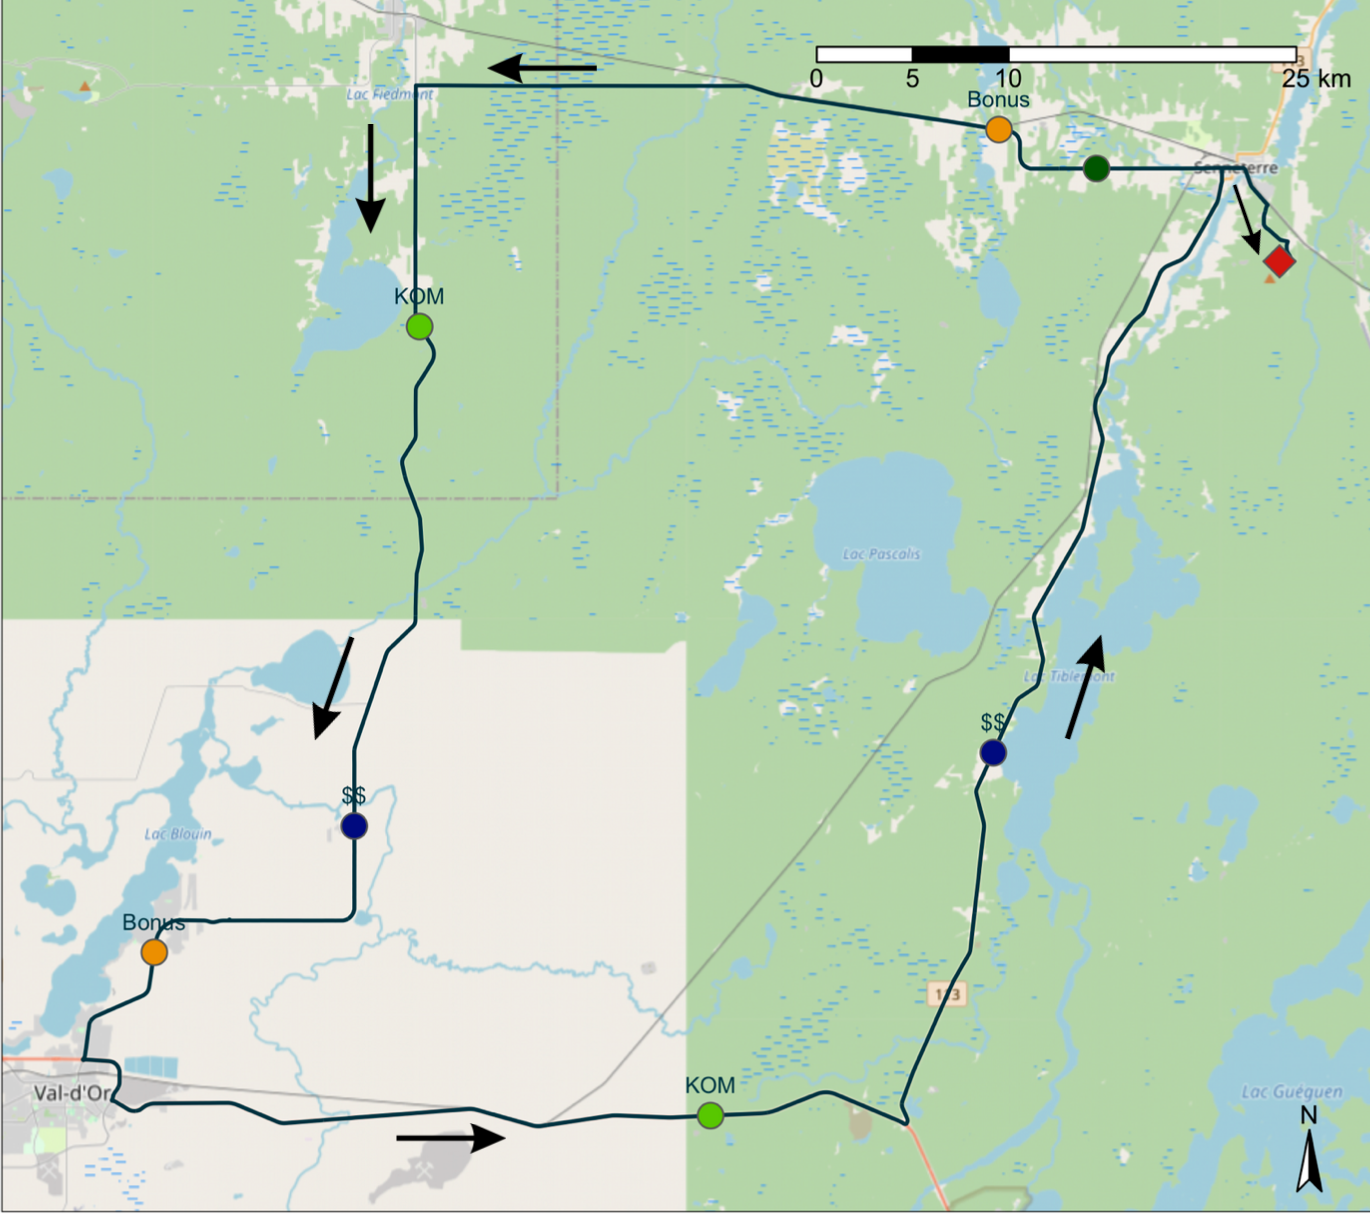 0 5 10 25 km
Bonus
Lac Fiedmont
Senneterre
KOM
Lac Pascalis
Lac Tiblemont
$$
$$
Lac Blouin
Bonus
113
KOM
Val-d'Or
Lac Guéguen
N